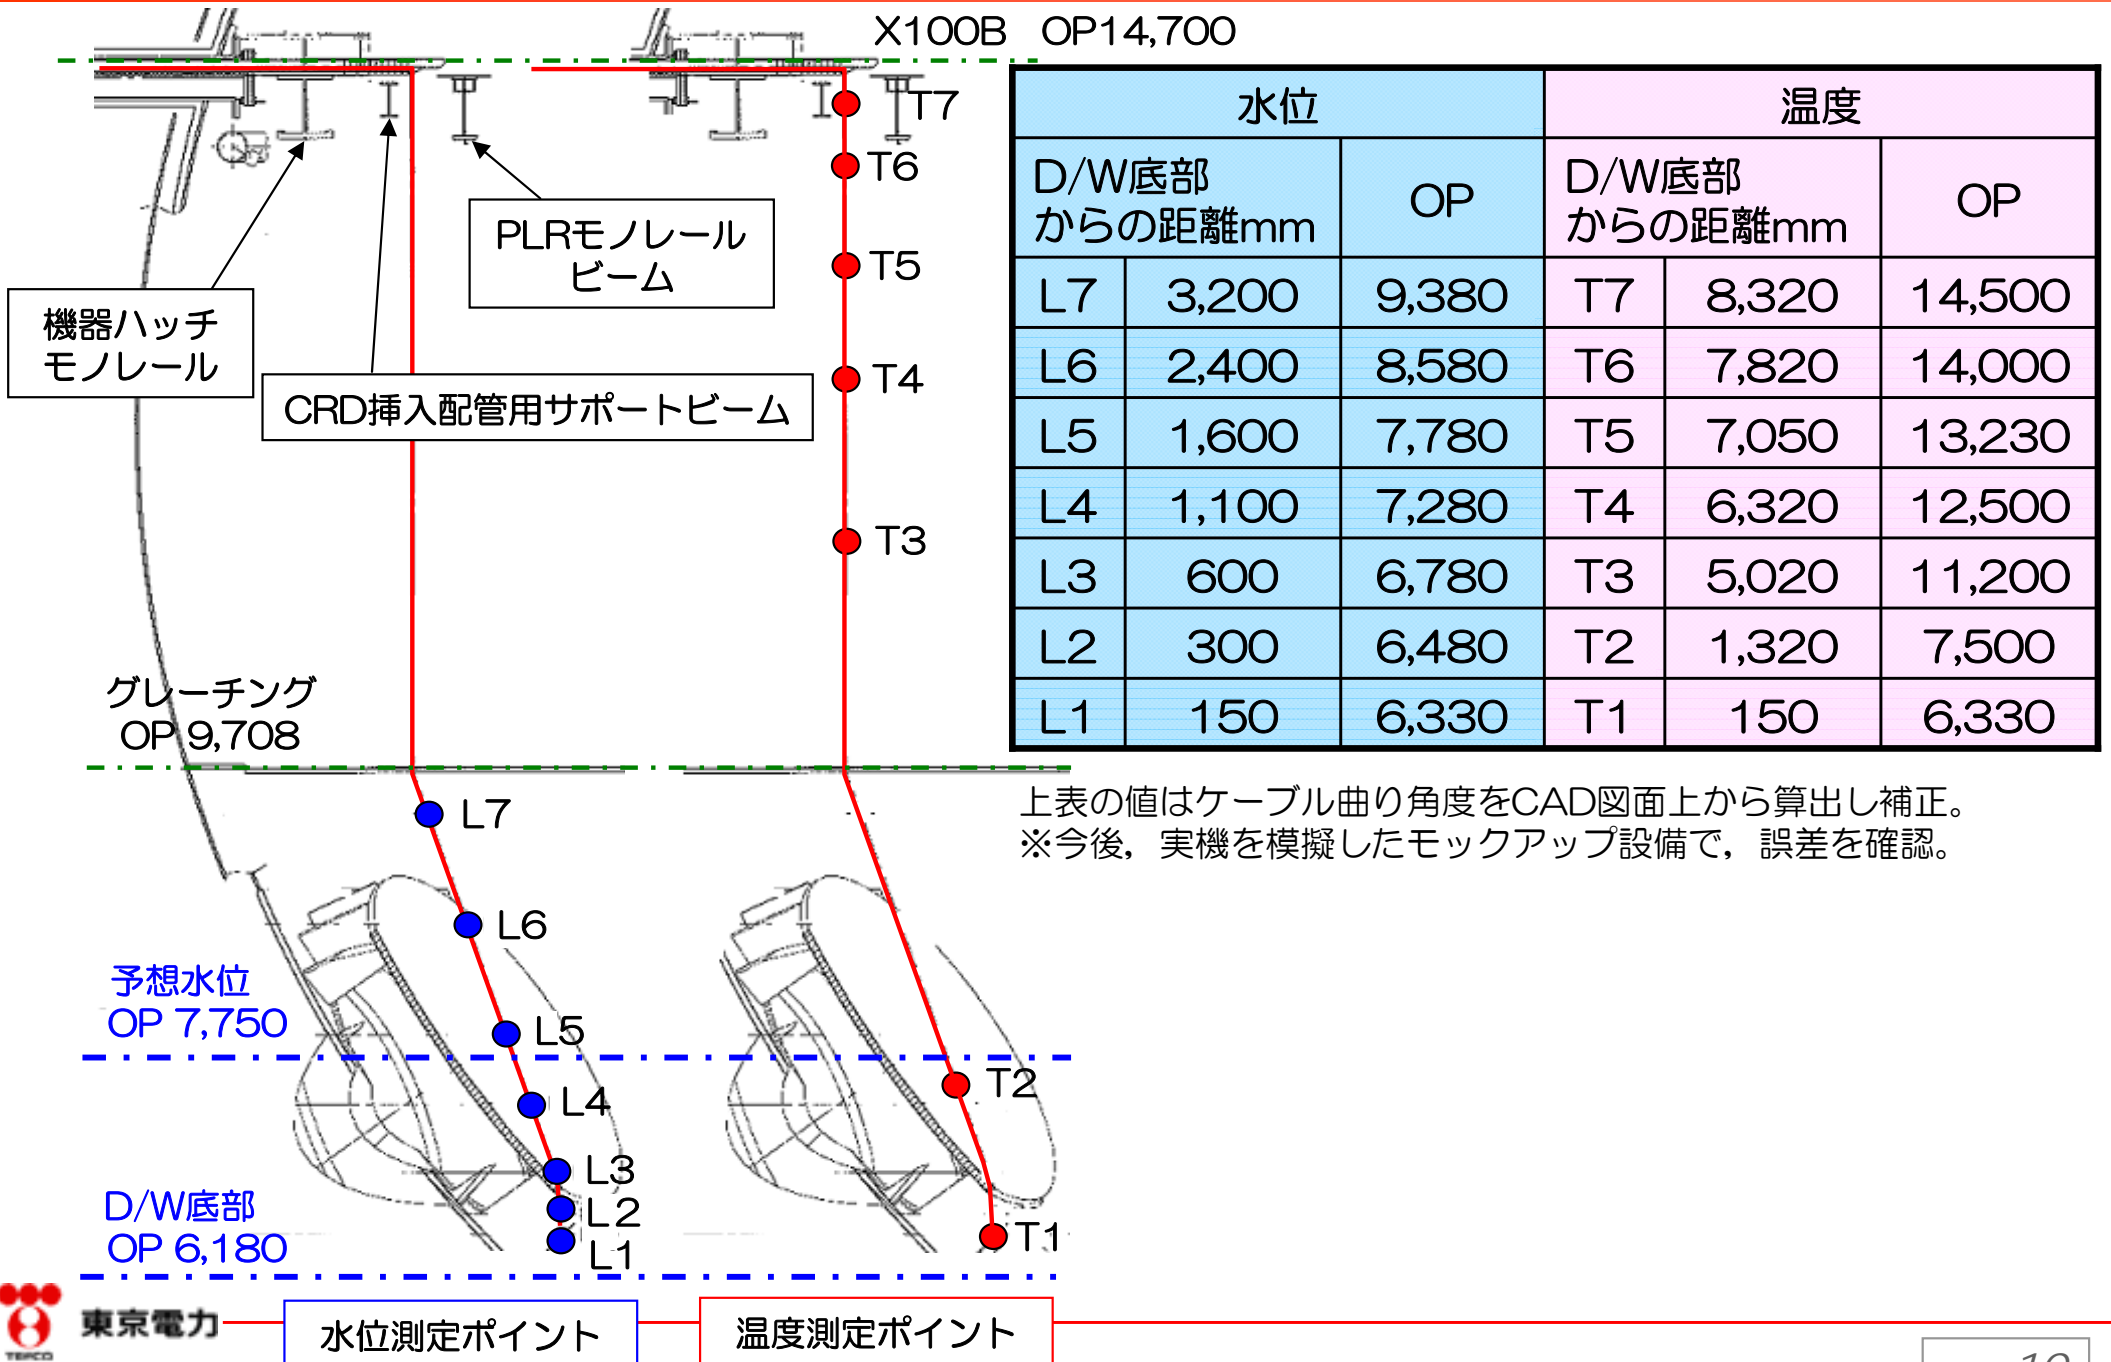 X100B OP14,700
T7
T6
T5
T4
T3
PLRモノレール
ビーム
機器ハッチ
モノレール
CRD挿入配管用サポートビーム
グレーチング
OP 9,708
L7
L6
L5
L4
L3
L2
L1
T2
T1
予想水位
OP 7,750
D/W底部
OP 6,180
水位 温度
D/W底部
からの距離mm OP D/W底部
からの距離mm OP
L7 3,200 9,380 T7 8,320 14,500
L6 2,400 8,580 T6 7,820 14,000
L5 1,600 7,780 T5 7,050 13,230
L4 1,100 7,280 T4 6,320 12,500
L3 600 6,780 T3 5,020 11,200
L2 300 6,480 T2 1,320 7,500
L1 150 6,330 T1 150 6,330
上表の値はケーブル曲り角度をCAD図面上から算出し補正。
※今後，実機を模擬したモックアップ設備で，誤差を確認。
東京電力
TEPCO
水位測定ポイント
温度測定ポイント